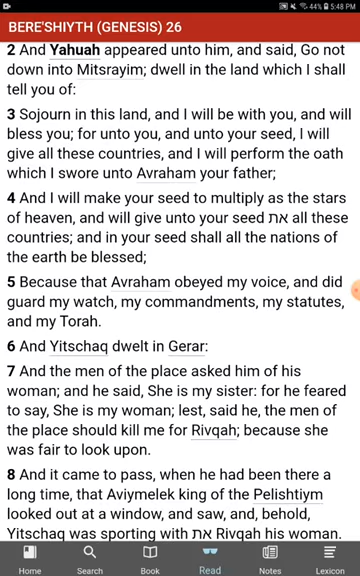 44% 5:48 PM
BERE'SHIYTH (GENESIS) 26
2 And Yahuah appeared unto him, and said, Go not
down into Mitsrayim; dwell in the land which I shall
tell you of:
3 Sojourn in this land, and I will be with you, and will
bless you; for unto you, and unto your seed, I will
give all these countries, and I will perform the oath
which I swore unto Avraham your father;
4 And I will make your seed to multiply as the stars
of heaven, and will give unto your seed את all these
countries; and in your seed shall all the nations of
the earth be blessed;
5 Because that Avraham obeyed my voice, and did
guard my watch, my commandments, my statutes,
and my Torah.
6 And Yitschaq dwelt in Gerar:
7 And the men of the place asked him of his
woman; and he said, She is my sister: for he feared
to say, She is my woman; lest, said he, the men of
the place should kill me for Rivqah; because she
was fair to look upon.
8 And it came to pass, when he had been there a
long time, that Aviymelek king of the Pelishtiym
looked out at a window, and saw, and, behold,
Yitschaq was sporting with את Rivqah his woman.
Home Search Book Read Notes Lexicon